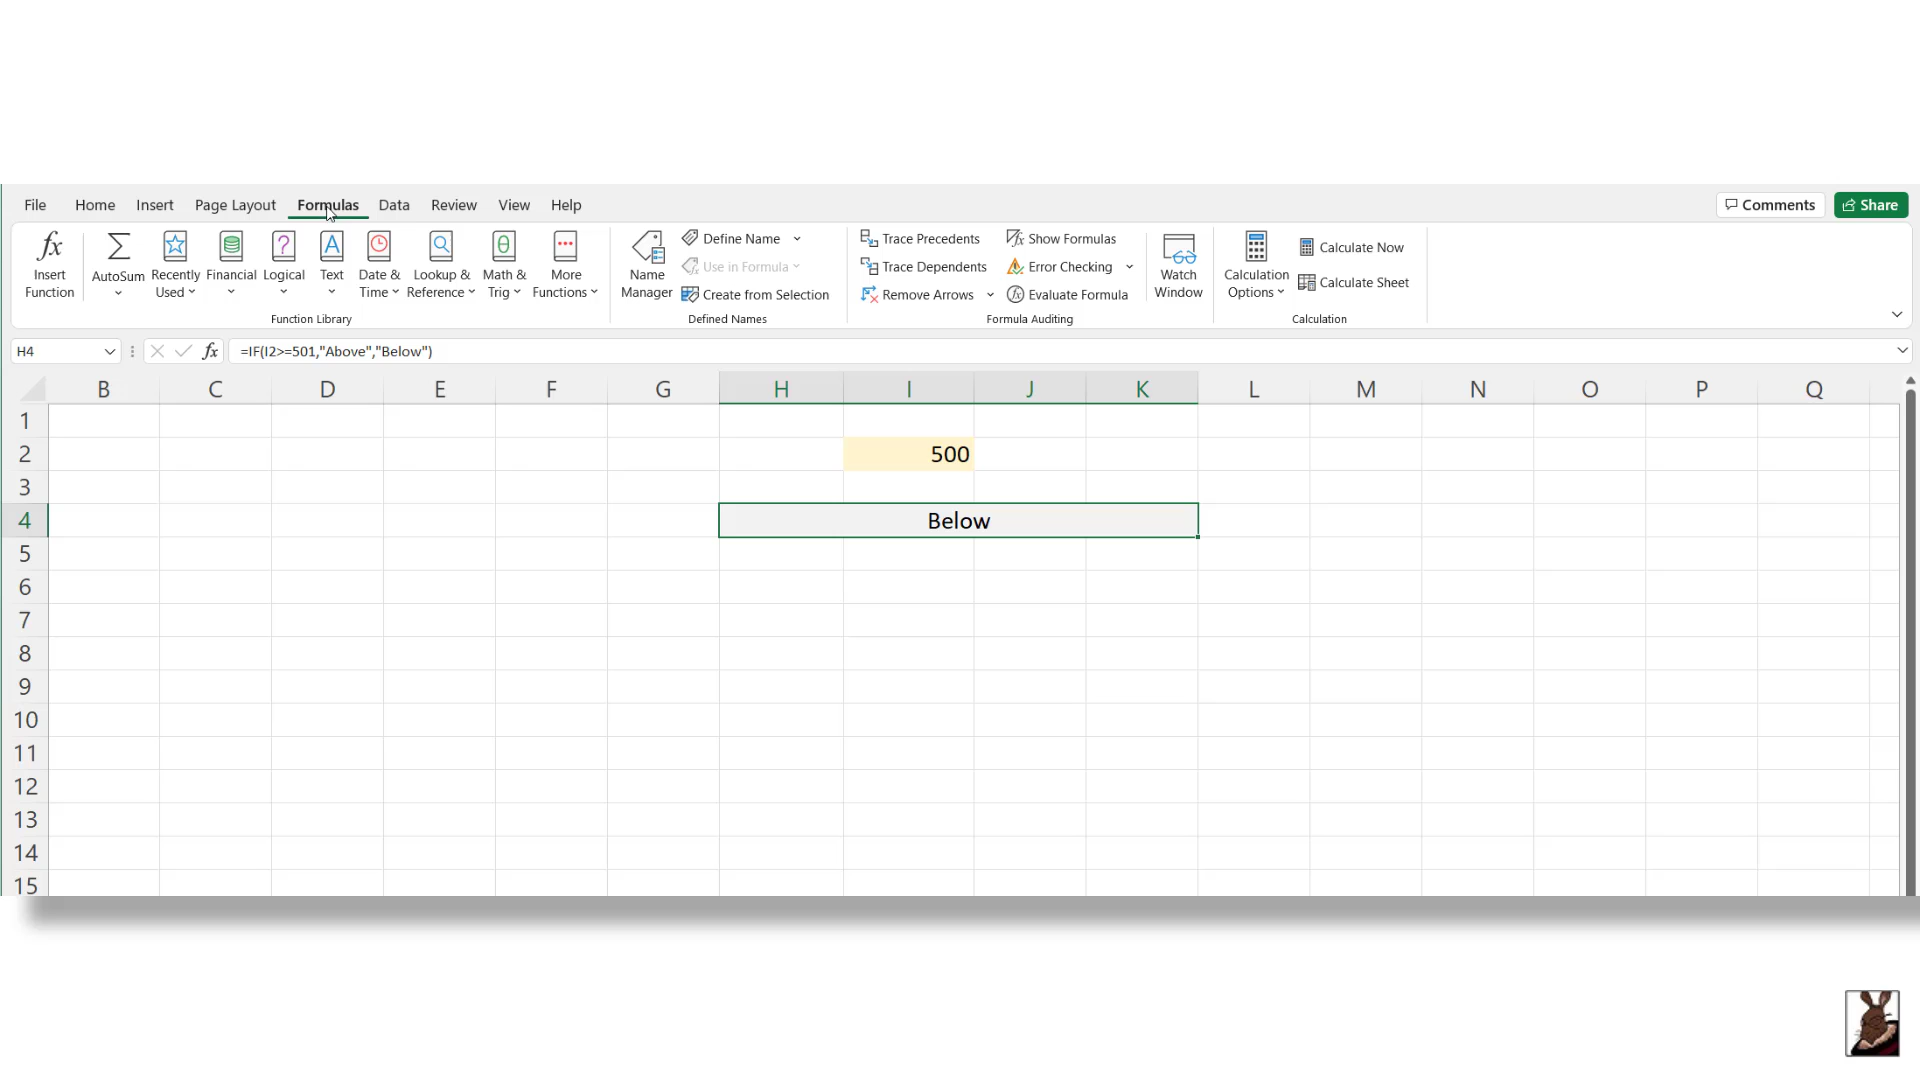 File Home Insert Page Layout Formulas Data Review View Help Comments Share
fx Insert Function
AutoSum
Recently Used
Financial
Logical
Text
Date & Time
Lookup & Reference
Math & Trig
More Functions
Function Library
Name Manager
Define Name
Use in Formula
Create from Selection
Defined Names
Trace Precedents
Trace Dependents
Remove Arrows
Show Formulas
Error Checking
Evaluate Formula
Formula Auditing
Watch Window
Calculation Options
Calculate Now
Calculate Sheet
Calculation
H4 fx =IF(I2>=501,"Above","Below")
B C D E F G H I J K L M N O P Q
1
2 500
3
4 Below
5
6
7
8
9
10
11
12
13
14
15